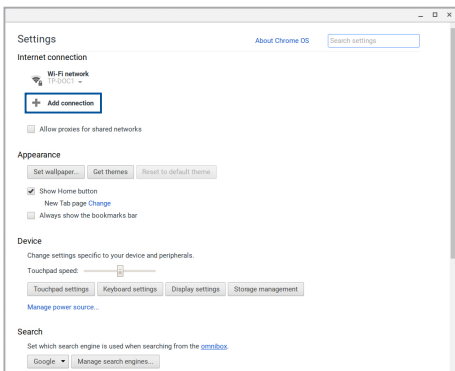 Settings
About Chrome OS
Search settings
Internet connection
Wi-Fi network
TP-DOC1
Add connection
Allow proxies for shared networks
Appearance
Set wallpaper... Get themes Reset to default theme
Show Home button
New Tab page Change
Always show the bookmarks bar
Device
Change settings specific to your device and peripherals.
Touchpad speed:
Touchpad settings Keyboard settings Display settings Storage management
Manage power source...
Search
Set which search engine is used when searching from the omnibox.
Google Manage search engines...